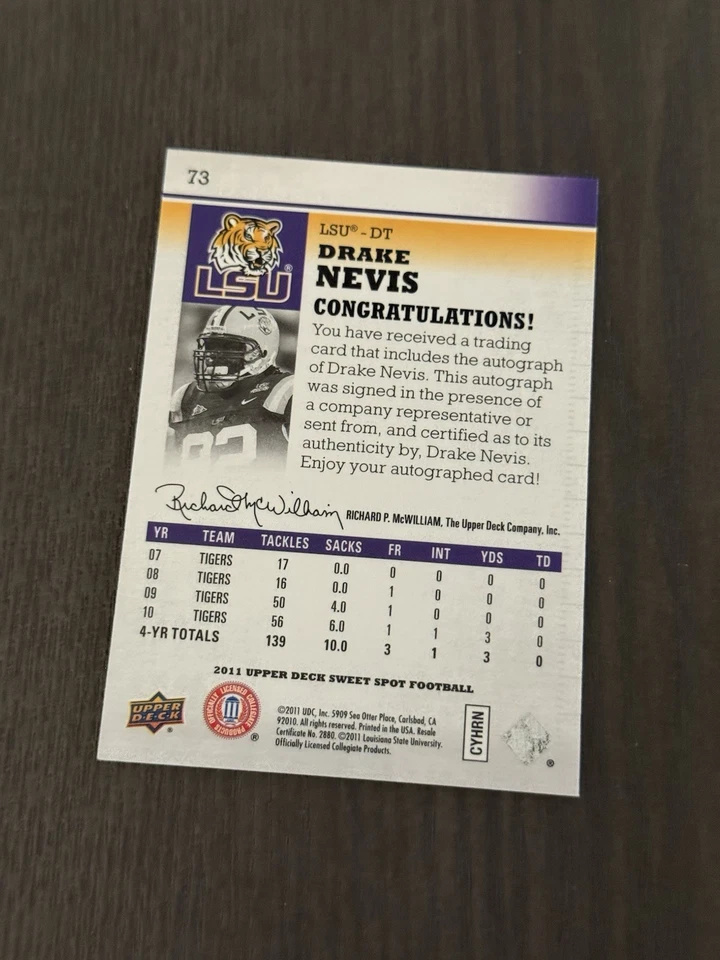 73
LSU®
LSU® - DT
DRAKE
NEVIS
CONGRATULATIONS!
You have received a trading
card that includes the autograph
of Drake Nevis. This autograph
was signed in the presence of
a company representative or
sent from, and certified as to its
authenticity by, Drake Nevis.
Enjoy your autographed card!
Richard McWilliam RICHARD P. McWILLIAM, The Upper Deck Company, Inc.
YR TEAM TACKLES SACKS FR INT YDS TD
07 TIGERS 17 0.0 0 0 0 0
08 TIGERS 16 0.0 1 0 0 0
09 TIGERS 50 4.0 1 0 0 0
10 TIGERS 56 6.0 1 1 3 0
4-YR TOTALS 139 10.0 3 1 3 0
2011 UPPER DECK SWEET SPOT FOOTBALL
UPPER
DECK
®
OFFICIALLY LICENSED COLLEGIATE PRODUCTS
®
©2011 UDC, Inc. 5909 Sea Otter Place, Carlsbad, CA
92010. All rights reserved. Printed in the USA. Resale
Certificate No. 2880. ©2011 Louisiana State University.
Officially Licensed Collegiate Products.
CYHRN
®